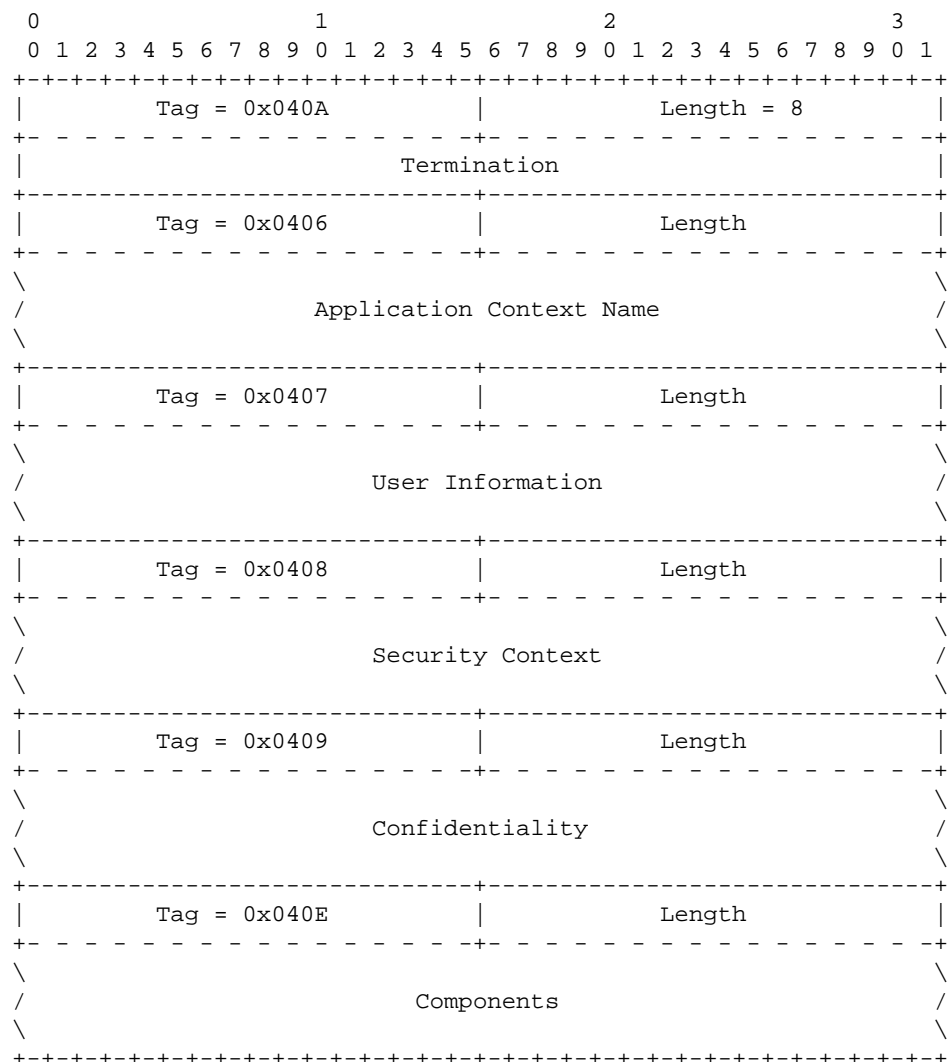 0                   1                   2                   3
 0 1 2 3 4 5 6 7 8 9 0 1 2 3 4 5 6 7 8 9 0 1 2 3 4 5 6 7 8 9 0 1
+-+-+-+-+-+-+-+-+-+-+-+-+-+-+-+-+-+-+-+-+-+-+-+-+-+-+-+-+-+-+-+-+
|         Tag = 0x040A          |            Length = 8         |
+- - - - - - - - - - - - - - - -+- - - - - - - - - - - - - - - -+
|                          Termination                          |
+-------------------------------+-------------------------------+
|         Tag = 0x0406          |            Length             |
+- - - - - - - - - - - - - - - -+- - - - - - - - - - - - - - - -+
\                                                               \
/                    Application Context Name                   /
\                                                               \
+-------------------------------+-------------------------------+
|         Tag = 0x0407          |            Length             |
+- - - - - - - - - - - - - - - -+- - - - - - - - - - - - - - - -+
\                                                               \
/                        User Information                       /
\                                                               \
+-------------------------------+-------------------------------+
|         Tag = 0x0408          |            Length             |
+- - - - - - - - - - - - - - - -+- - - - - - - - - - - - - - - -+
\                                                               \
/                        Security Context                       /
\                                                               \
+-------------------------------+-------------------------------+
|         Tag = 0x0409          |            Length             |
+- - - - - - - - - - - - - - - -+- - - - - - - - - - - - - - - -+
\                                                               \
/                        Confidentiality                        /
\                                                               \
+-------------------------------+-------------------------------+
|         Tag = 0x040E          |            Length             |
+- - - - - - - - - - - - - - - -+- - - - - - - - - - - - - - - -+
\                                                               \
/                           Components                          /
\                                                               \
+-+-+-+-+-+-+-+-+-+-+-+-+-+-+-+-+-+-+-+-+-+-+-+-+-+-+-+-+-+-+-+-+